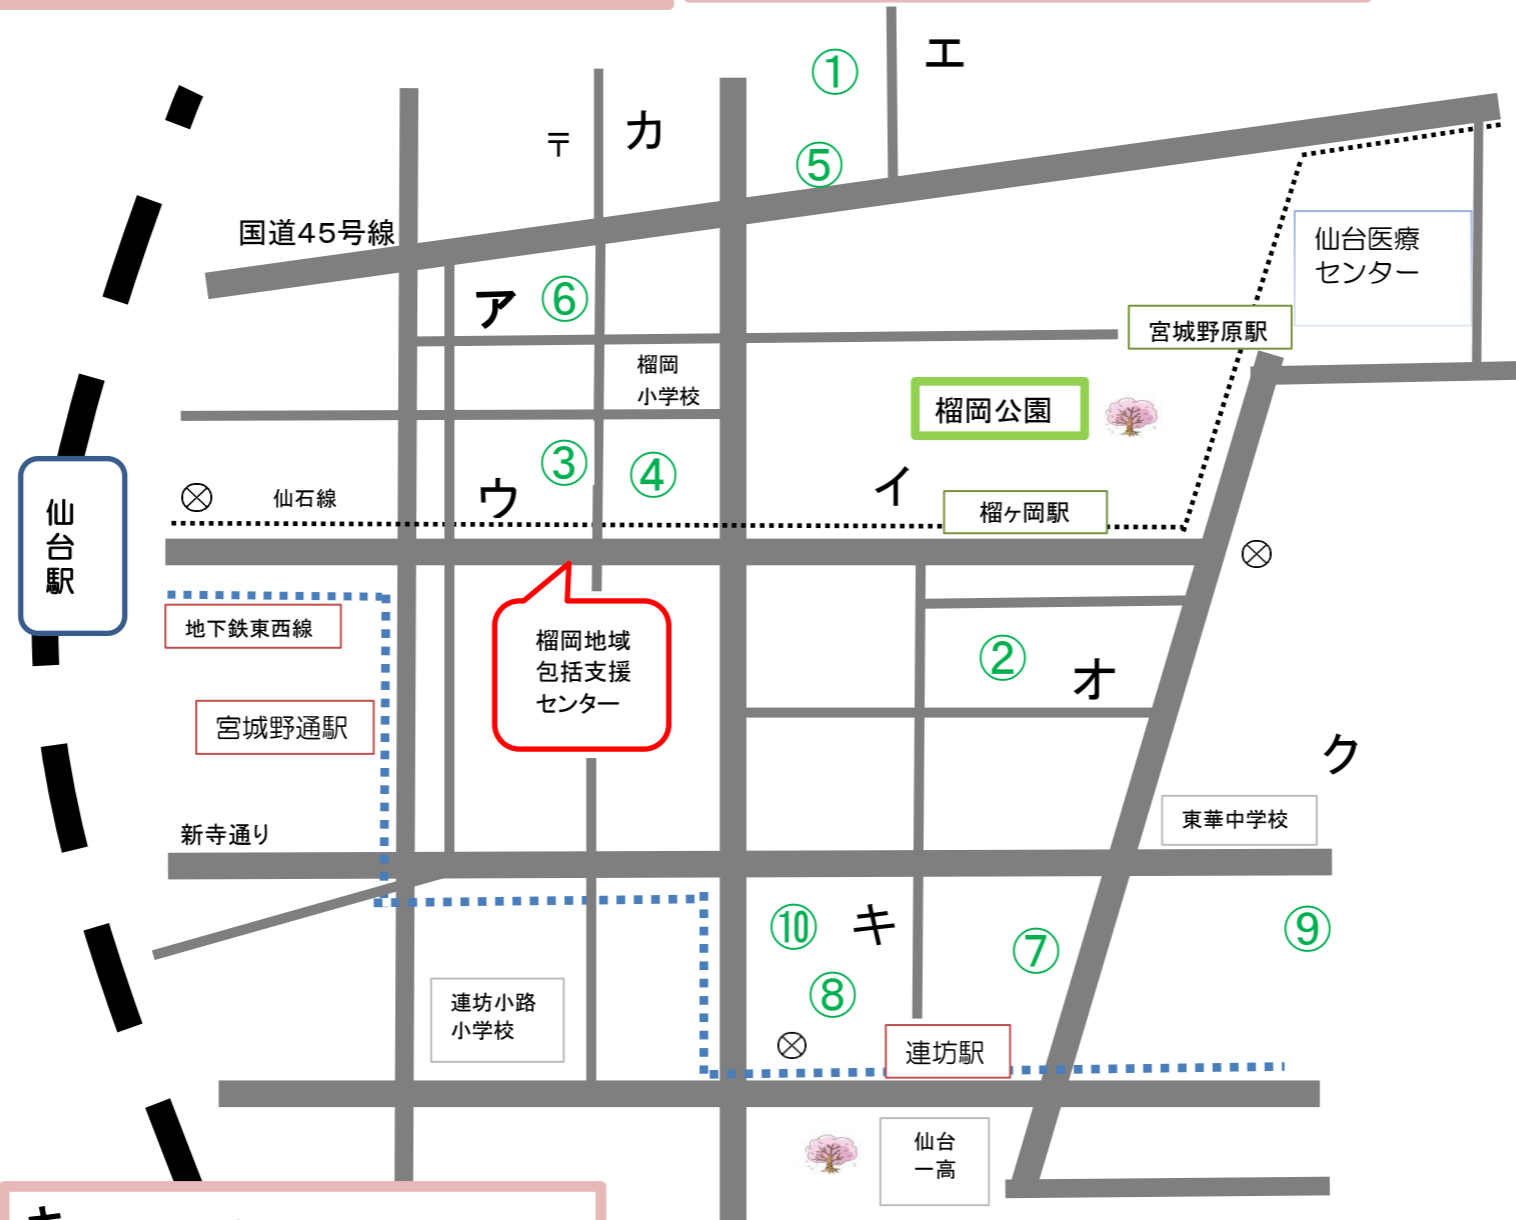 ①
エ
〒
カ
⑤
国道45号線
仙台医療
センター
ア
⑥
宮城野原駅
榴岡
小学校
榴岡公園
③
④
イ
仙台駅
仙石線
ウ
榴ヶ岡駅
地下鉄東西線
榴岡地域
包括支援
センター
②
オ
宮城野通駅
ク
新寺通り
東華中学校
⑩
キ
⑦
⑨
⑧
連坊小路
小学校
連坊駅
仙台
一高